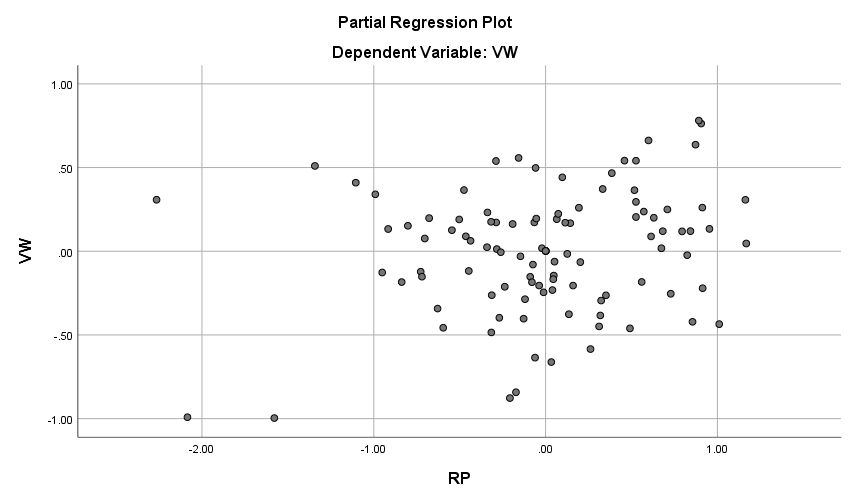 Partial Regression Plot
Dependent Variable: VW
1.00
.50
.00
-.50
-1.00
VW
-2.00 -1.00 .00 1.00
RP